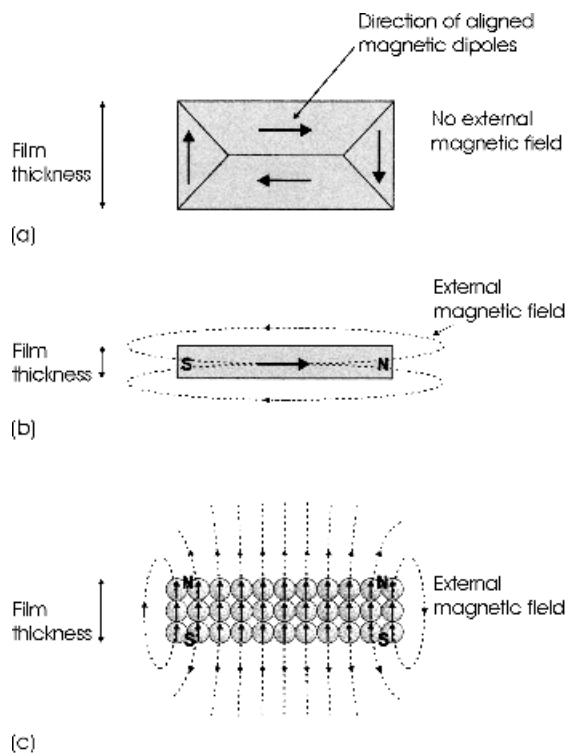 Direction of aligned
magnetic dipoles
Film
thickness
No external
magnetic field
(a)
External
magnetic field
Film
thickness
S
N
(b)
N
N
Film
thickness
External
magnetic field
S
S
(c)